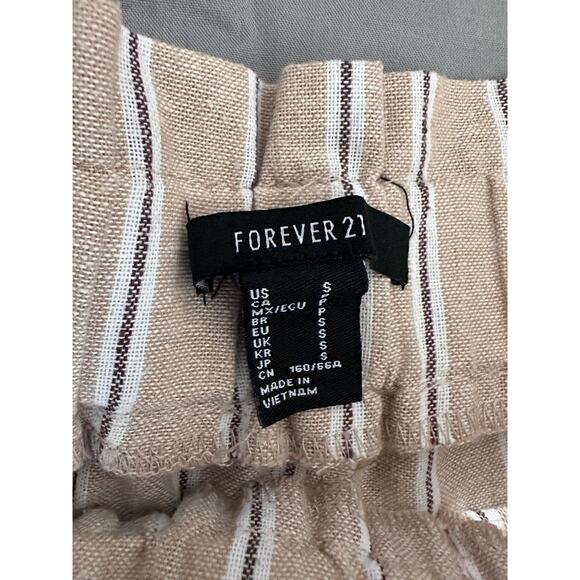 FOREVER 21
US S
CA P
MX/ECU P
BR S
EU S
UK S
KR S
JP S
CN 160/66A
MADE IN
VIETNAM